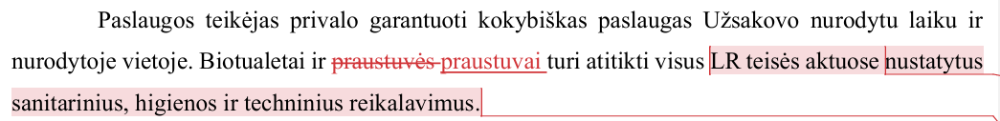 Paslaugos teikėjas privalo garantuoti kokybiškas paslaugas Užsakovo nurodytu laiku ir
nurodytoje vietoje. Biotualetai ir praustuvės praustuvai turi atitikti visus LR teisės aktuose nustatytus
sanitarinius, higienos ir techninius reikalavimus.